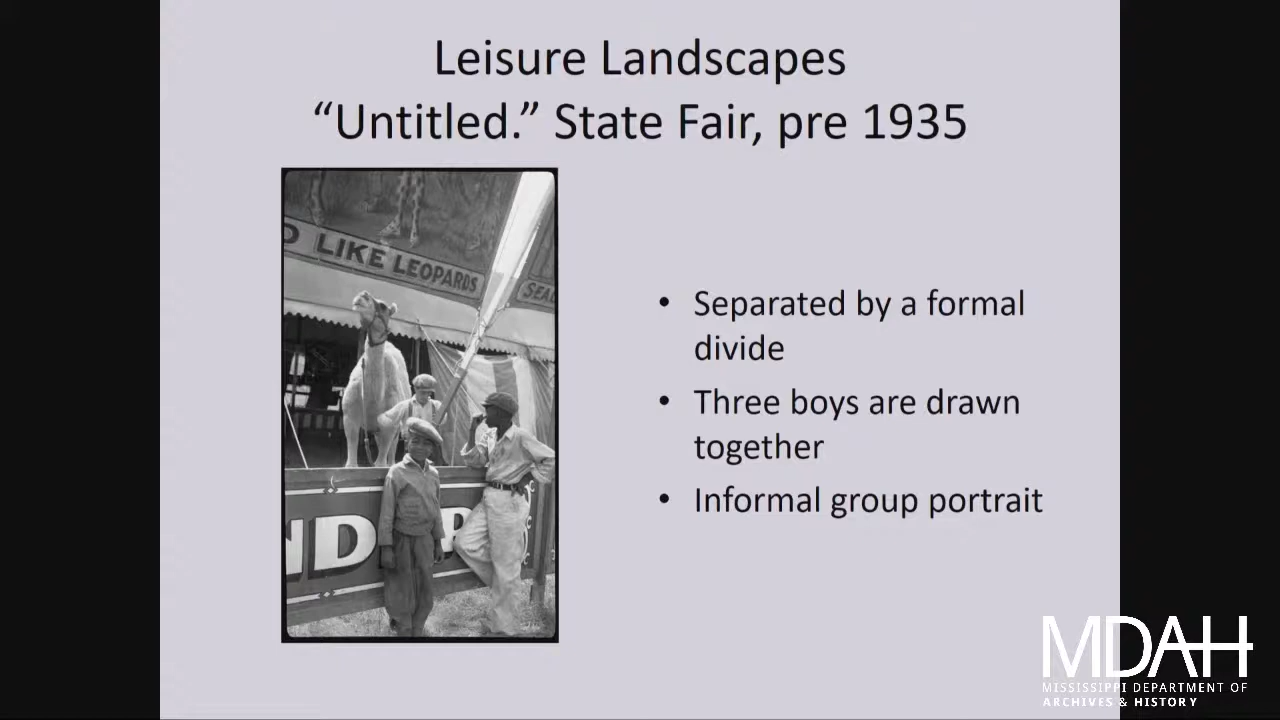 Leisure Landscapes
“Untitled.” State Fair, pre 1935
D LIKE LEOPARDS
SEAL
ND
• Separated by a formal
divide
• Three boys are drawn
together
• Informal group portrait
MDAH
MISSISSIPPI DEPARTMENT OF
ARCHIVES & HISTORY